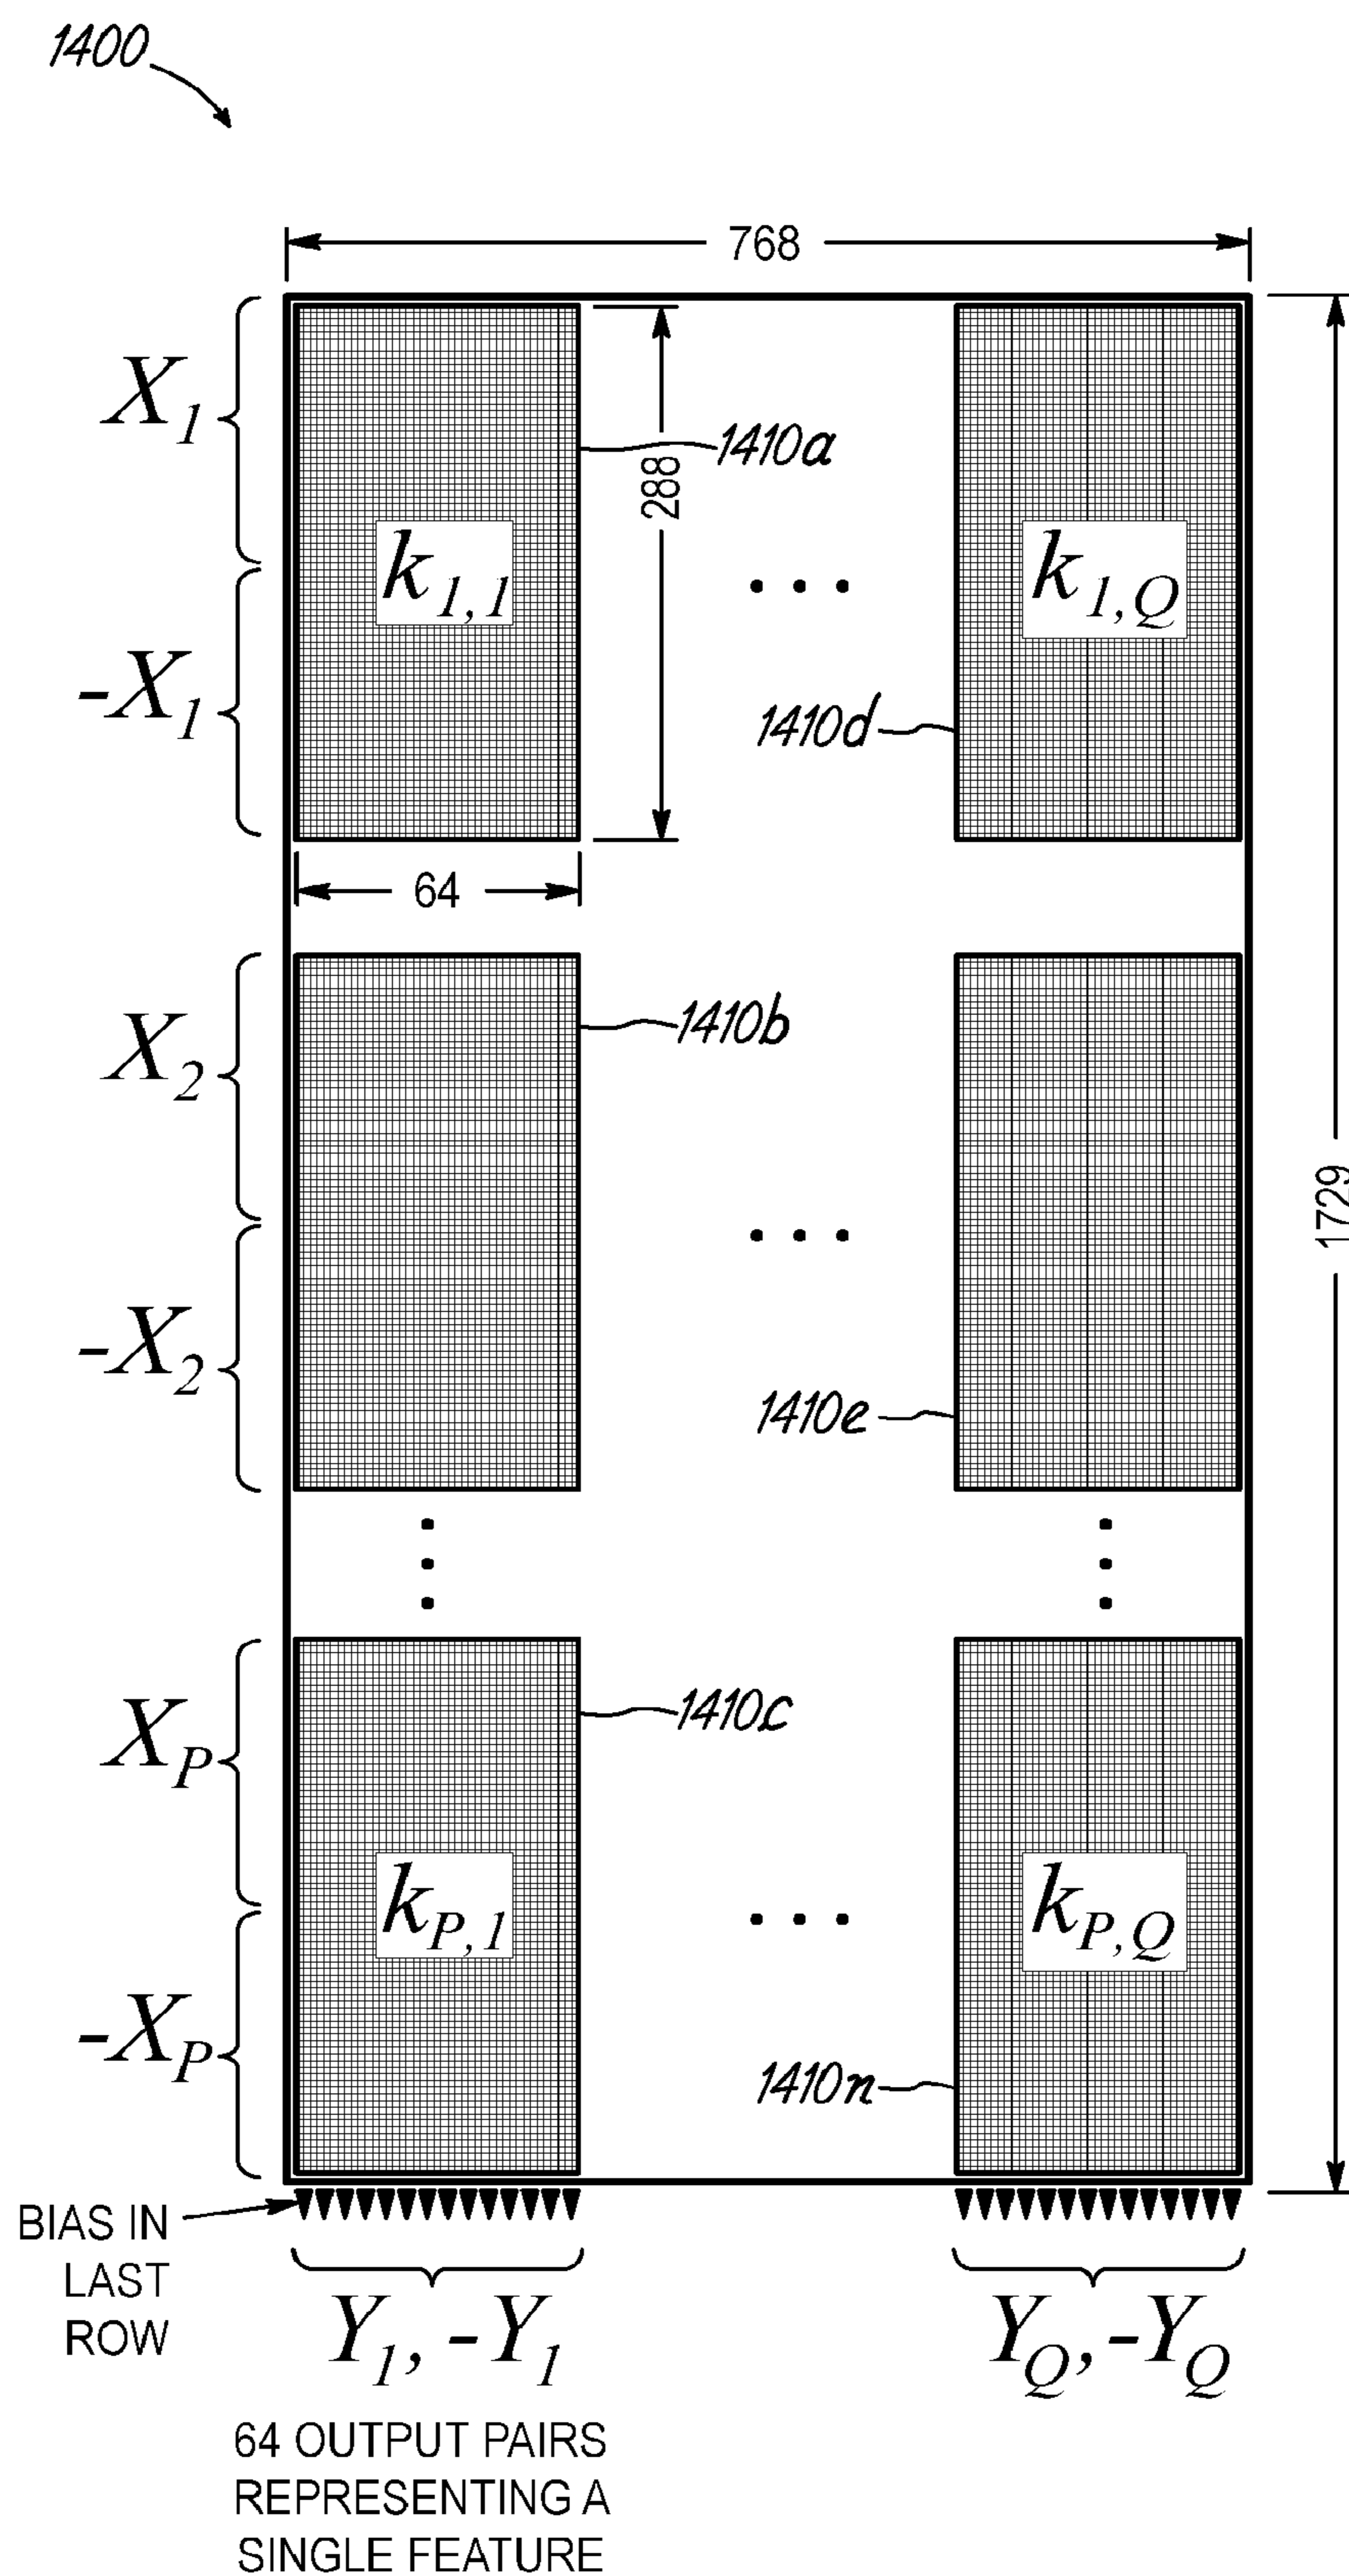 1400
768
X1
1410a
288
k1,1
k1,Q
-X1
1410d
64
X2
1410b
1729
-X2
1410e
XP
1410c
kP,1
kP,Q
-XP
1410n
BIAS IN
LAST
ROW
Y1, -Y1
YQ, -YQ
64 OUTPUT PAIRS
REPRESENTING A
SINGLE FEATURE